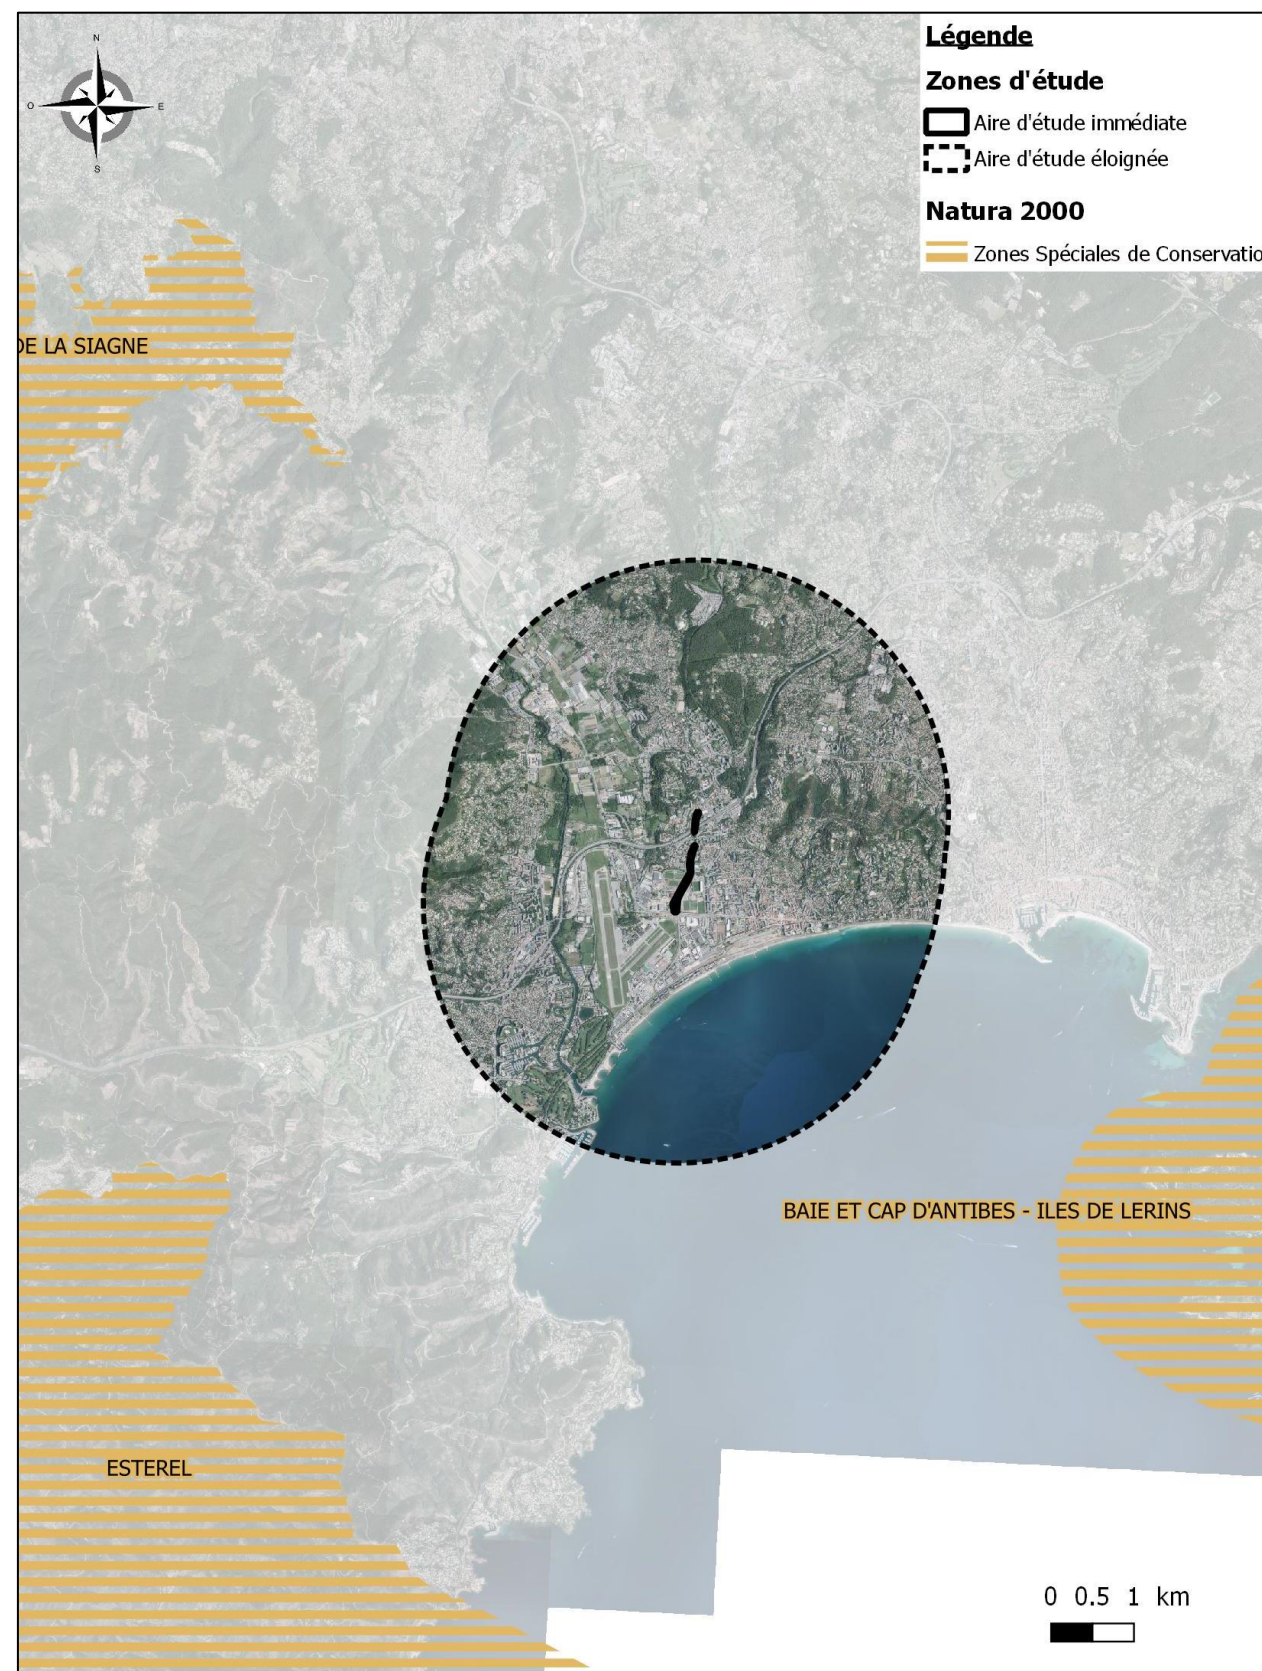 Légende
Zones d'étude
Aire d'étude immédiate
Aire d'étude éloignée
Natura 2000
Zones Spéciales de Conservatio
N
O
E
S
DE LA SIAGNE
BAIE ET CAP D'ANTIBES - ILES DE LERINS
ESTEREL
0 0.5 1 km